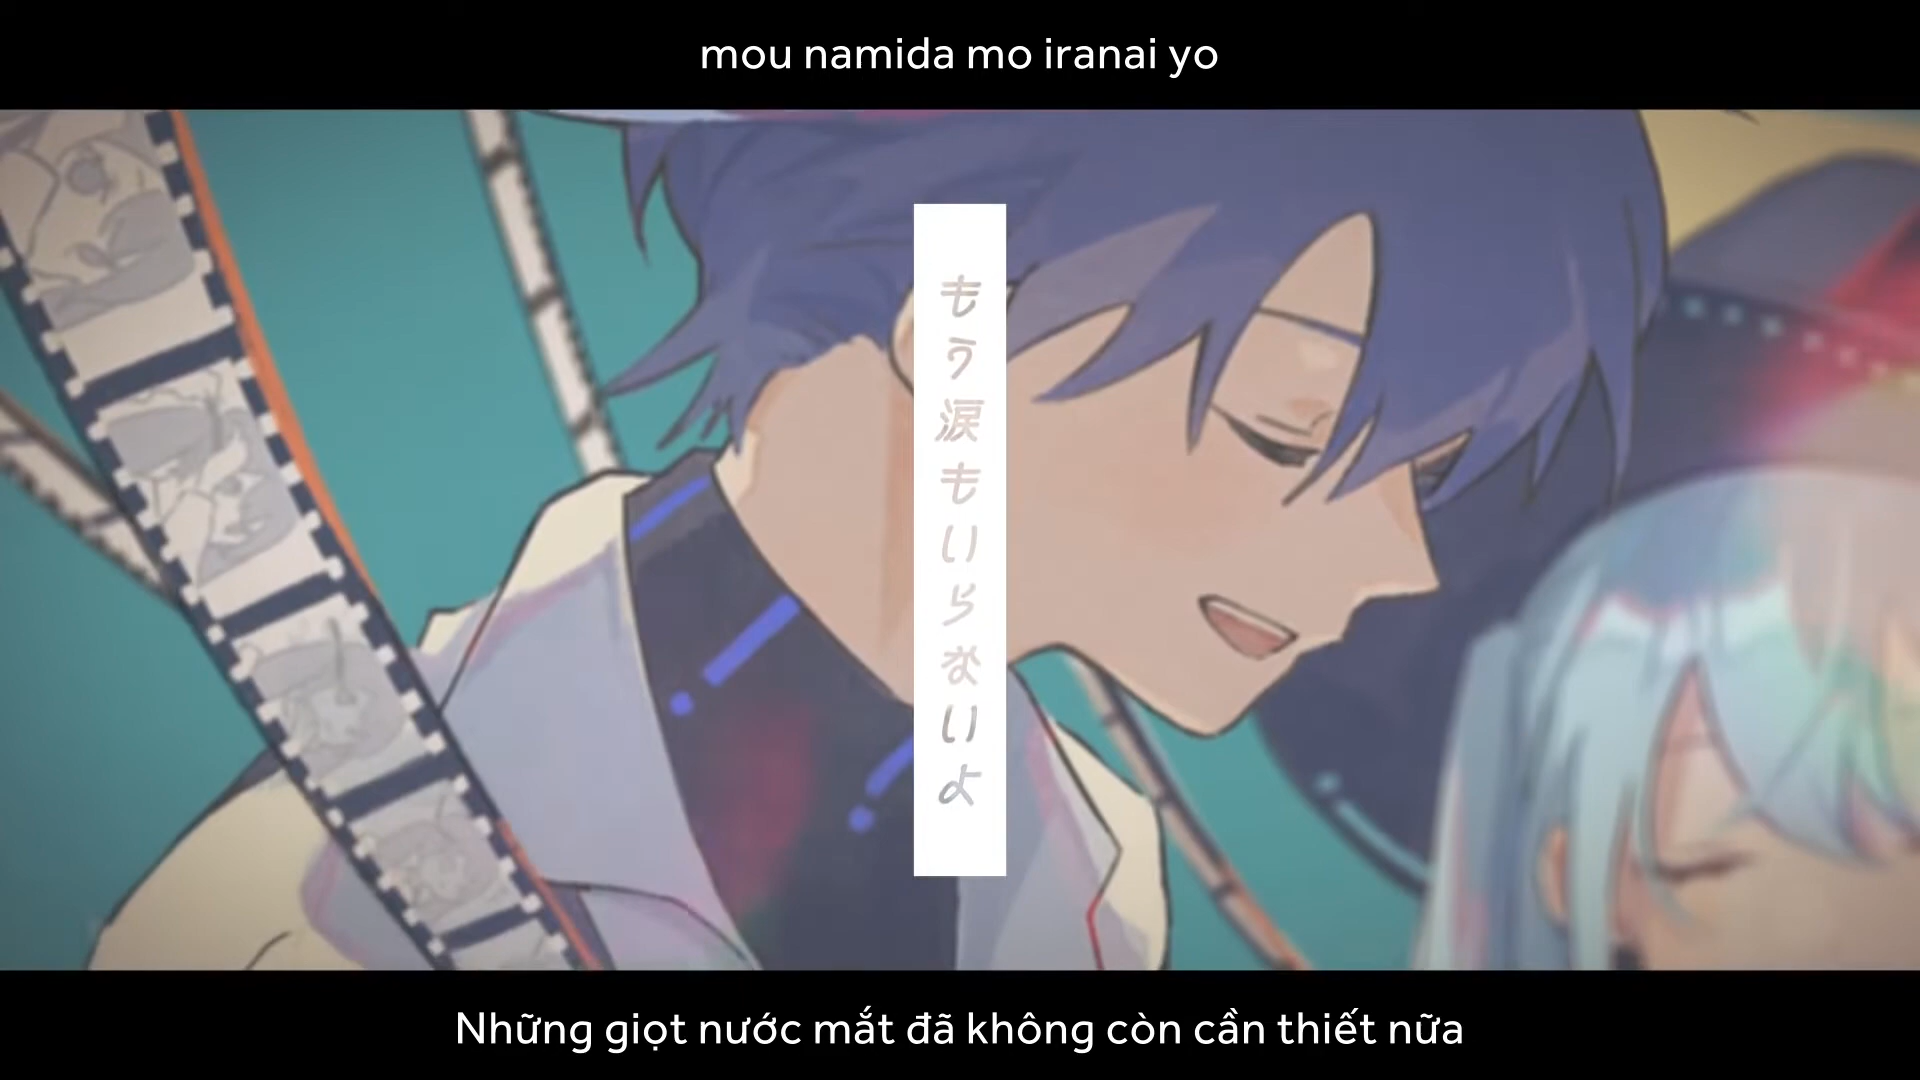 mou namida mo iranai yo
もう涙もいらないよ
Những giọt nước mắt đã không còn cần thiết nữa